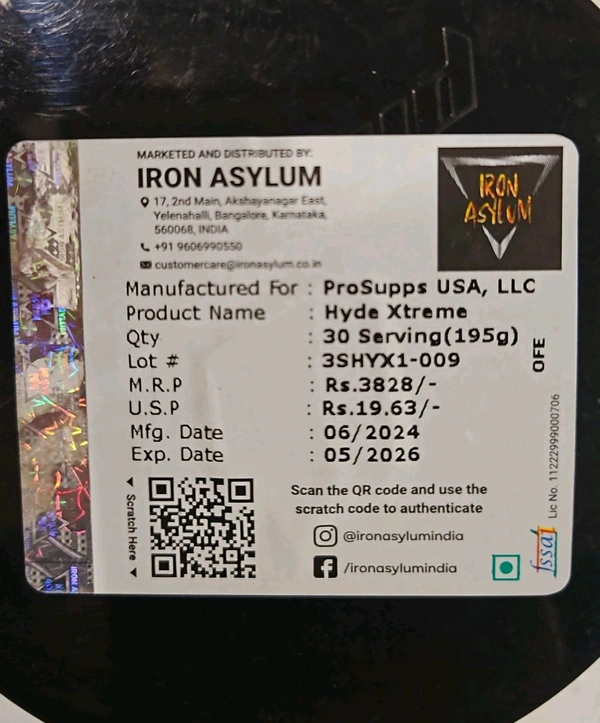 MARKETED AND DISTRIBUTED BY:
IRON ASYLUM
17, 2nd Main, Akshayanagar East,
Yelenahalli, Bangalore, Karnataka,
560068, INDIA
+91 9606990550
customercare@ironasylum.co.in
IRON
ASYLUM
Manufactured For : ProSupps USA, LLC
Product Name : Hyde Xtreme
Qty : 30 Serving(195g)
Lot # : 3SHYX1-009
M.R.P : Rs.3828/-
U.S.P : Rs.19.63/-
Mfg. Date : 06/2024
Exp. Date : 05/2026
OFE
Scratch Here
Scan the QR code and use the
scratch code to authenticate
@ironasylumindia
/ironasylumindia
fssai
Lic No. 11222999000706